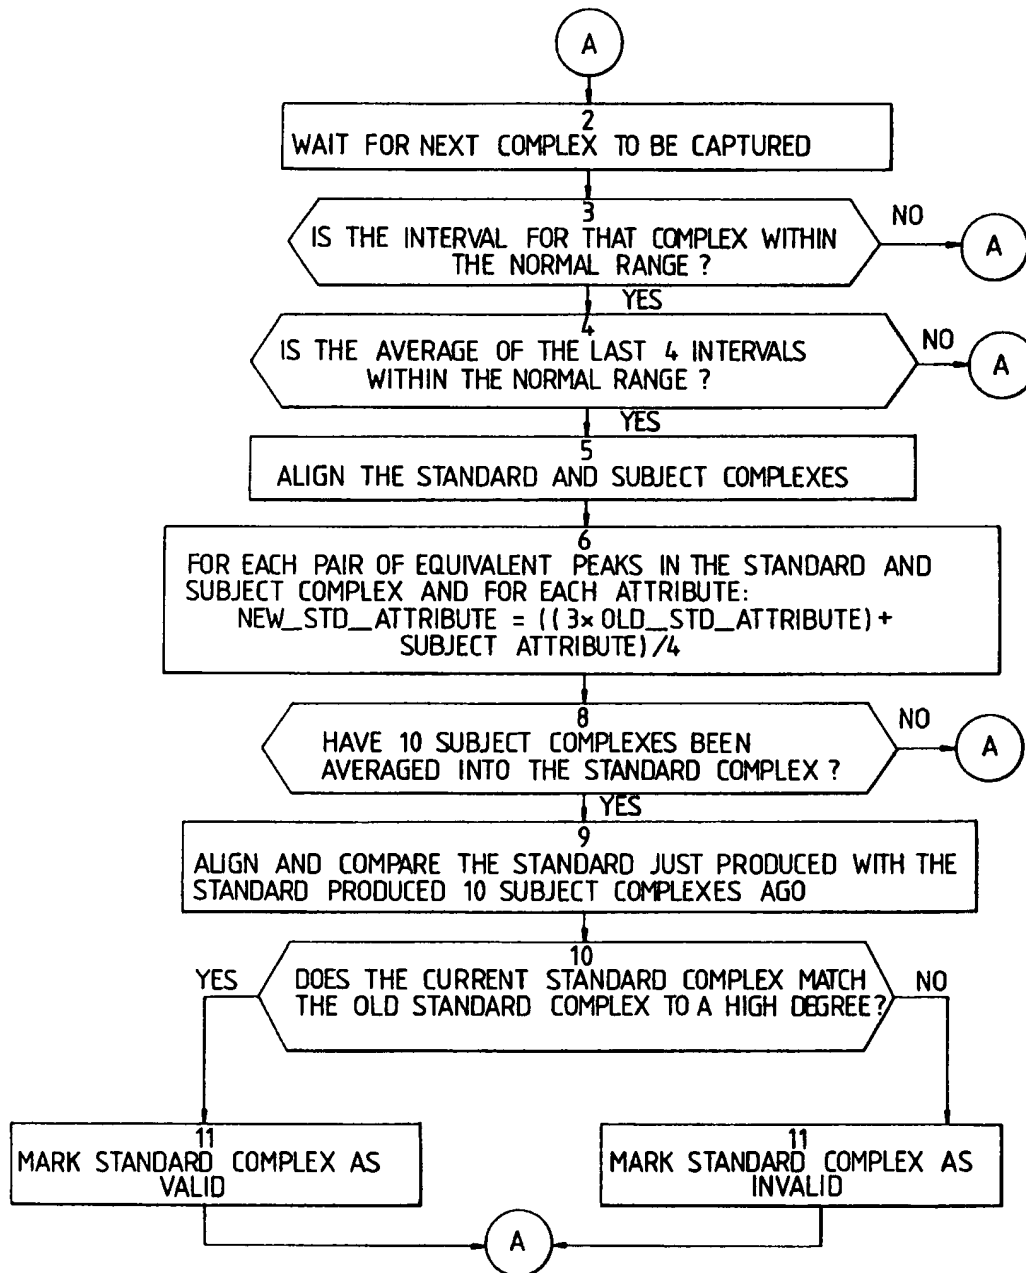 A
2
WAIT FOR NEXT COMPLEX TO BE CAPTURED
3
IS THE INTERVAL FOR THAT COMPLEX WITHIN
THE NORMAL RANGE ?
NO
A
YES
4
IS THE AVERAGE OF THE LAST 4 INTERVALS
WITHIN THE NORMAL RANGE ?
NO
A
YES
5
ALIGN THE STANDARD AND SUBJECT COMPLEXES
6
FOR EACH PAIR OF EQUIVALENT PEAKS IN THE STANDARD AND
SUBJECT COMPLEX AND FOR EACH ATTRIBUTE:
NEW_STD_ATTRIBUTE = ((3× OLD_STD_ATTRIBUTE)+
SUBJECT ATTRIBUTE)/4
8
HAVE 10 SUBJECT COMPLEXES BEEN
AVERAGED INTO THE STANDARD COMPLEX ?
NO
A
YES
9
ALIGN AND COMPARE THE STANDARD JUST PRODUCED WITH THE
STANDARD PRODUCED 10 SUBJECT COMPLEXES AGO
10
DOES THE CURRENT STANDARD COMPLEX MATCH
THE OLD STANDARD COMPLEX TO A HIGH DEGREE?
YES
NO
11
MARK STANDARD COMPLEX AS
VALID
11
MARK STANDARD COMPLEX AS
INVALID
A